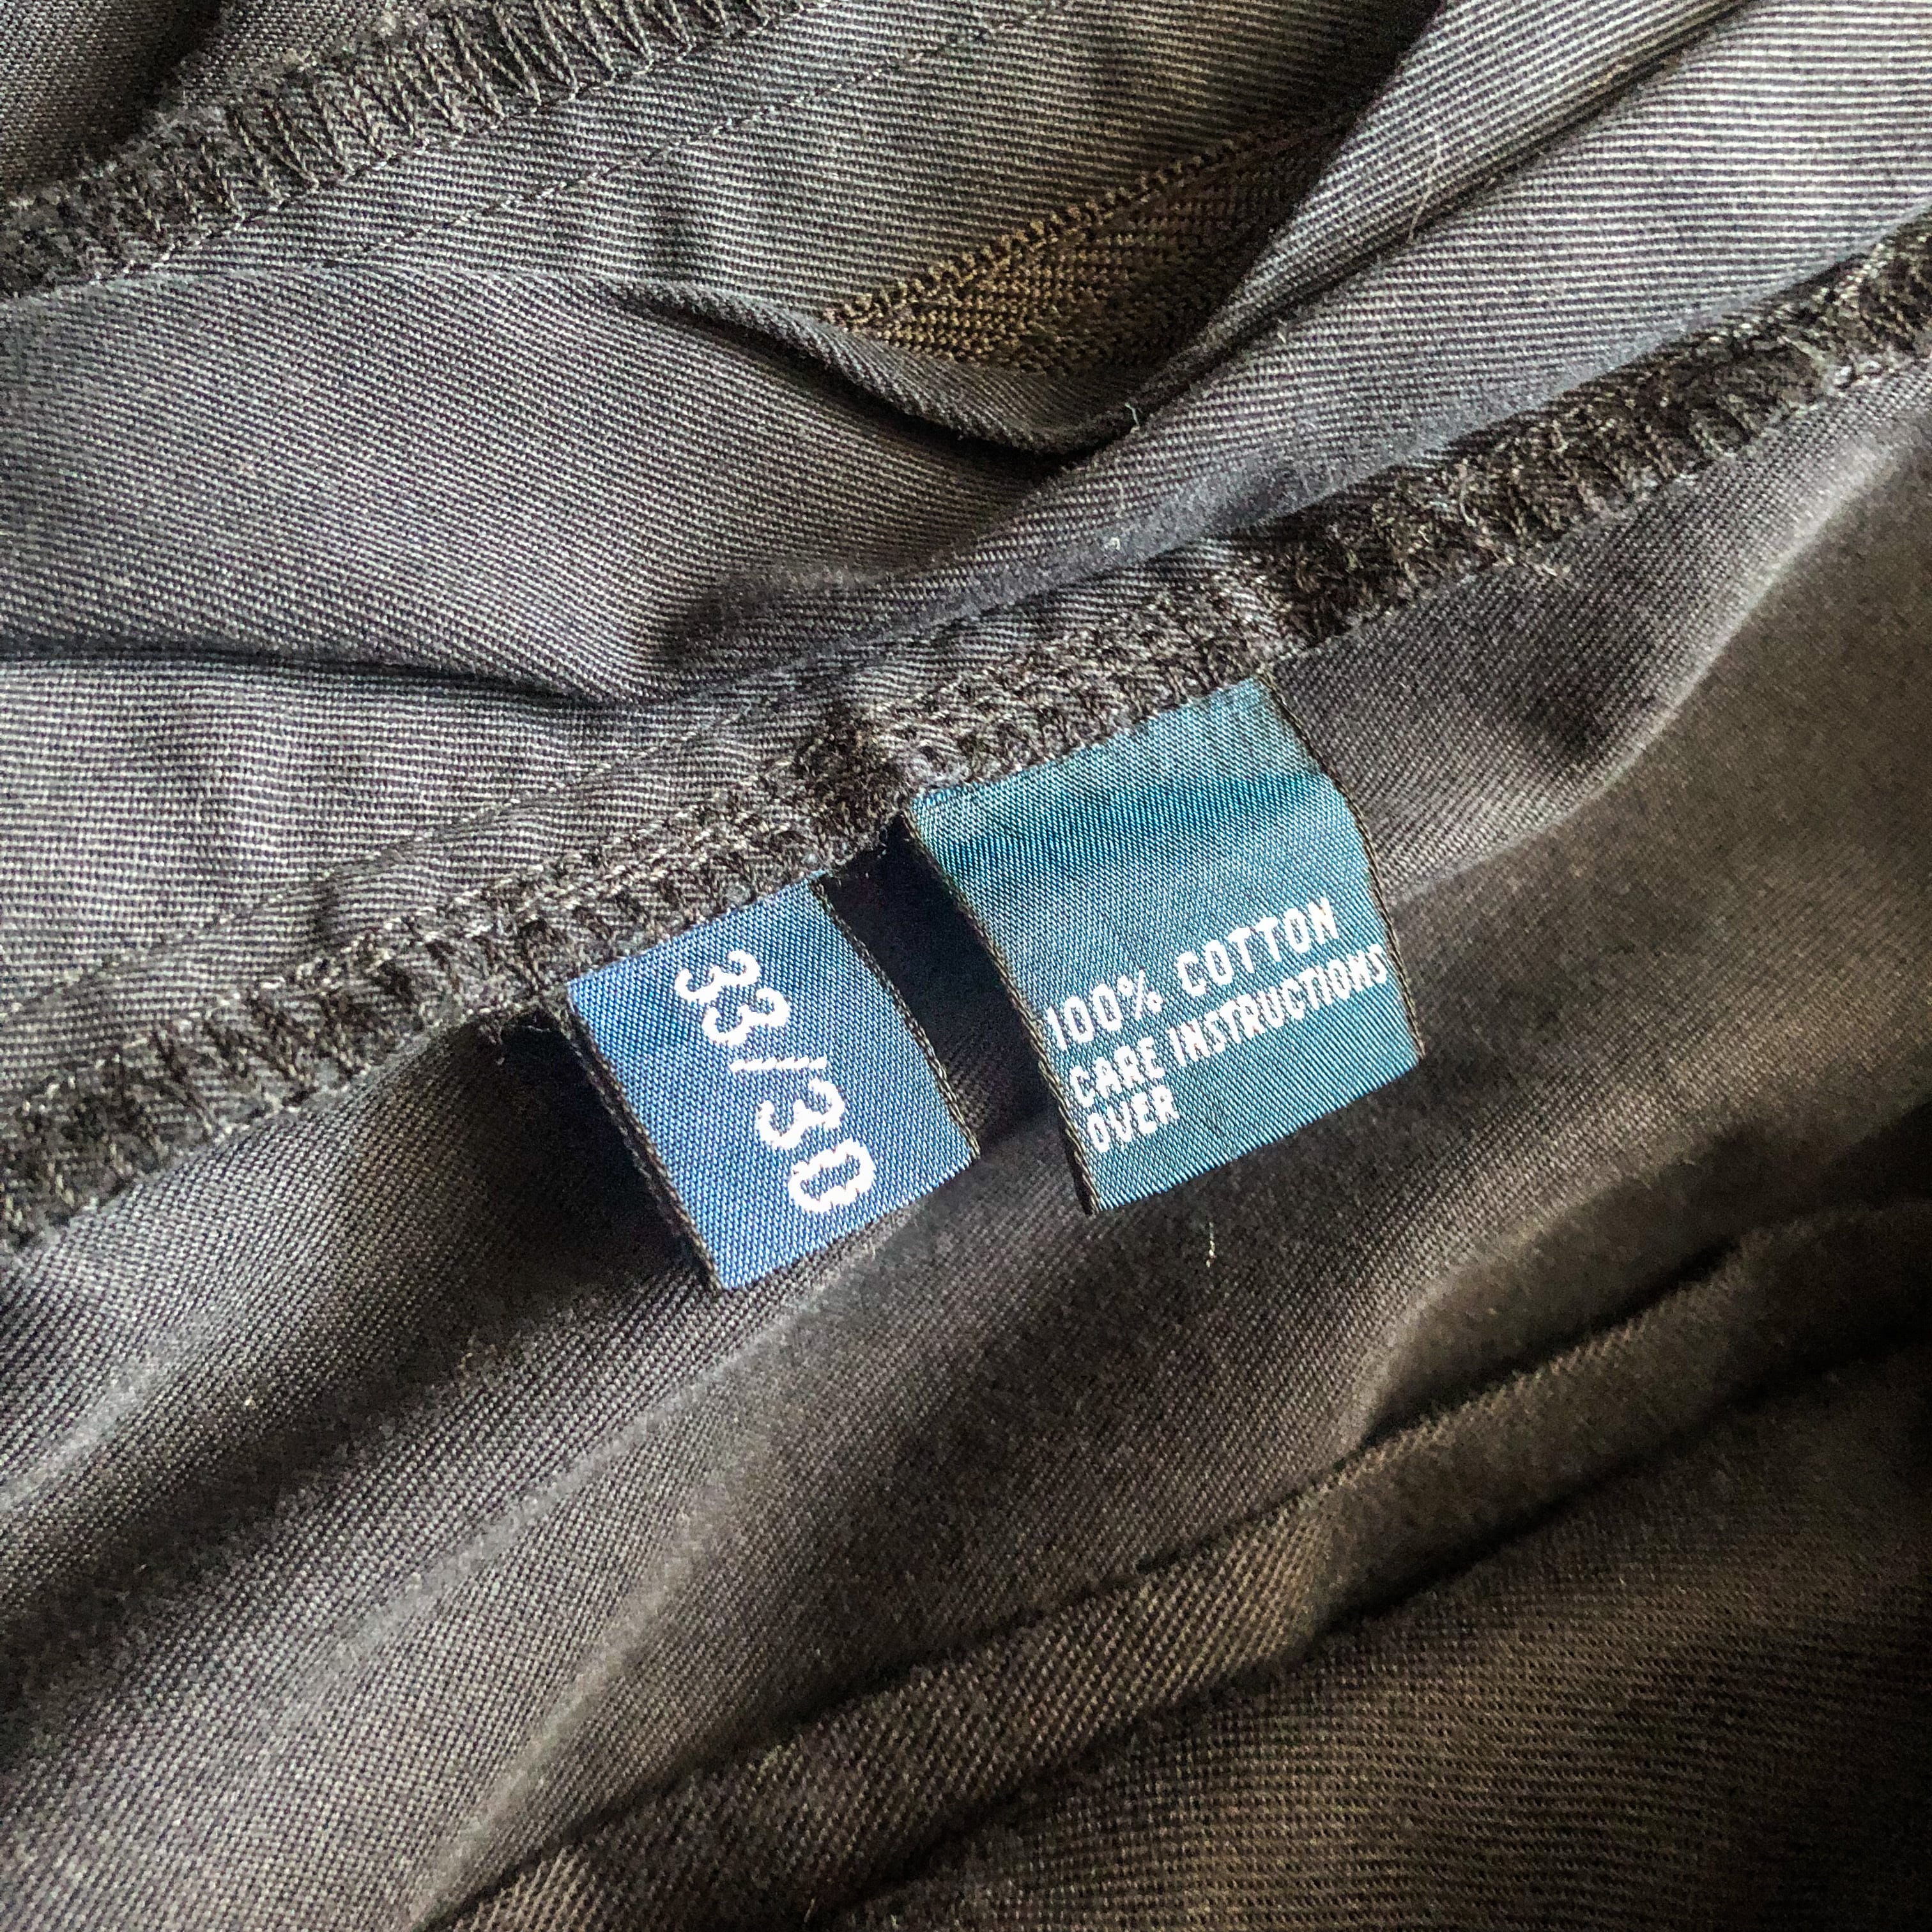 33/30
100% COTTON
CARE INSTRUCTIONS
OVER